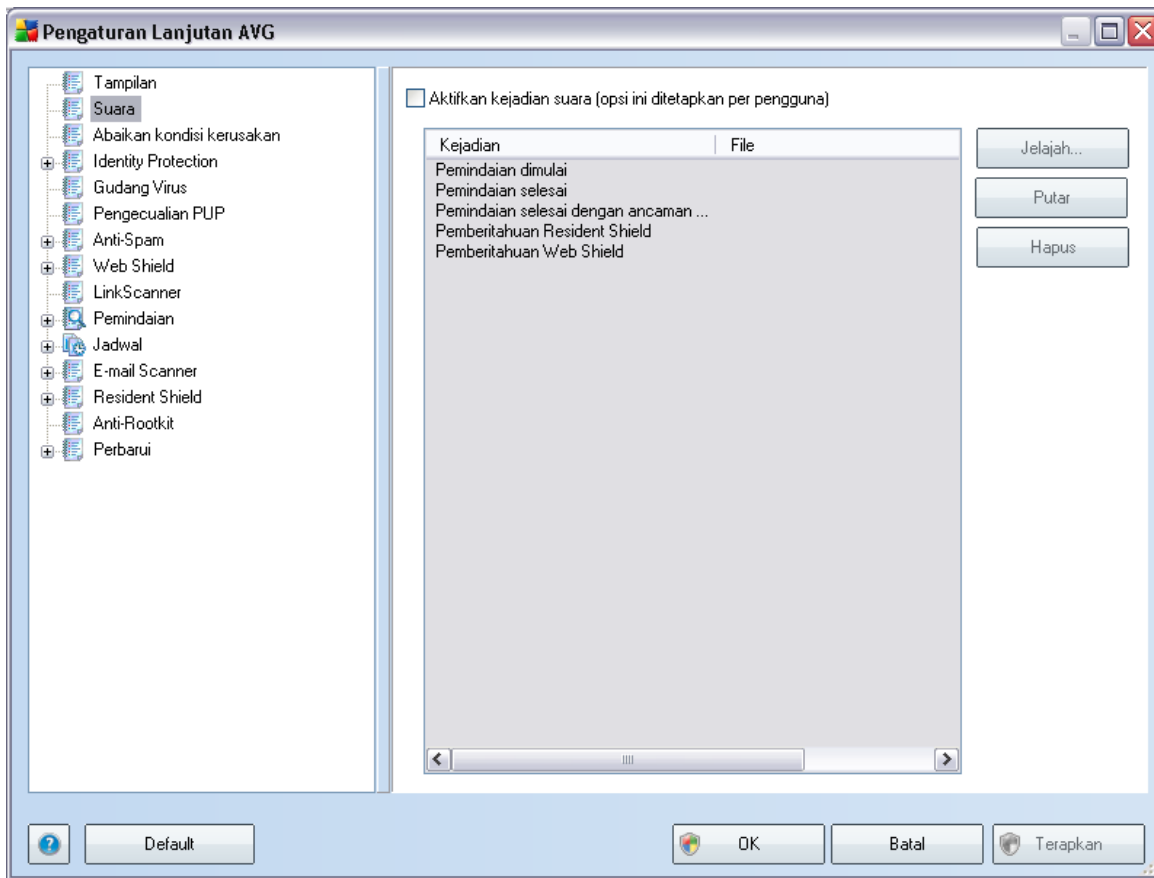 Pengaturan Lanjutan AVG
Tampilan
Suara
Abaikan kondisi kerusakan
Identity Protection
Gudang Virus
Pengecualian PUP
Anti-Spam
Web Shield
LinkScanner
Pemindaian
Jadwal
E-mail Scanner
Resident Shield
Anti-Rootkit
Perbarui
Aktifkan kejadian suara (opsi ini ditetapkan per pengguna)
Kejadian File
Pemindaian dimulai
Pemindaian selesai
Pemindaian selesai dengan ancaman ...
Pemberitahuan Resident Shield
Pemberitahuan Web Shield
Jelajah...
Putar
Hapus
? Default OK Batal Terapkan